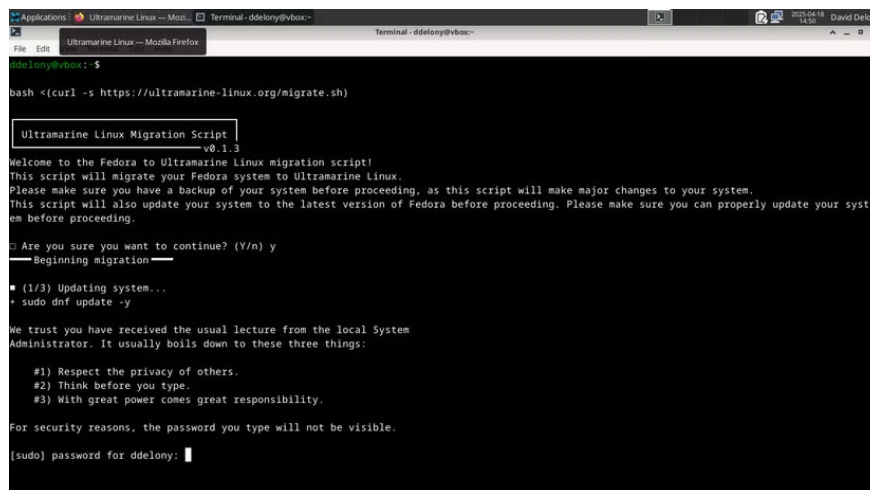 Applications Ultramarine Linux — Mozi... Terminal - ddelony@vbox:~ 2025-04-18 14:50 David Delo
Terminal - ddelony@vbox:~
Ultramarine Linux — Mozilla Firefox
File Edit
ddelony@vbox:~$
bash <(curl -s https://ultramarine-linux.org/migrate.sh)
Ultramarine Linux Migration Script
v0.1.3
Welcome to the Fedora to Ultramarine Linux migration script!
This script will migrate your Fedora system to Ultramarine Linux.
Please make sure you have a backup of your system before proceeding, as this script will make major changes to your system.
This script will also update your system to the latest version of Fedora before proceeding. Please make sure you can properly update your syst
em before proceeding.
Are you sure you want to continue? (Y/n) y
Beginning migration
(1/3) Updating system...
+ sudo dnf update -y
We trust you have received the usual lecture from the local System
Administrator. It usually boils down to these three things:
#1) Respect the privacy of others.
#2) Think before you type.
#3) With great power comes great responsibility.
For security reasons, the password you type will not be visible.
[sudo] password for ddelony: